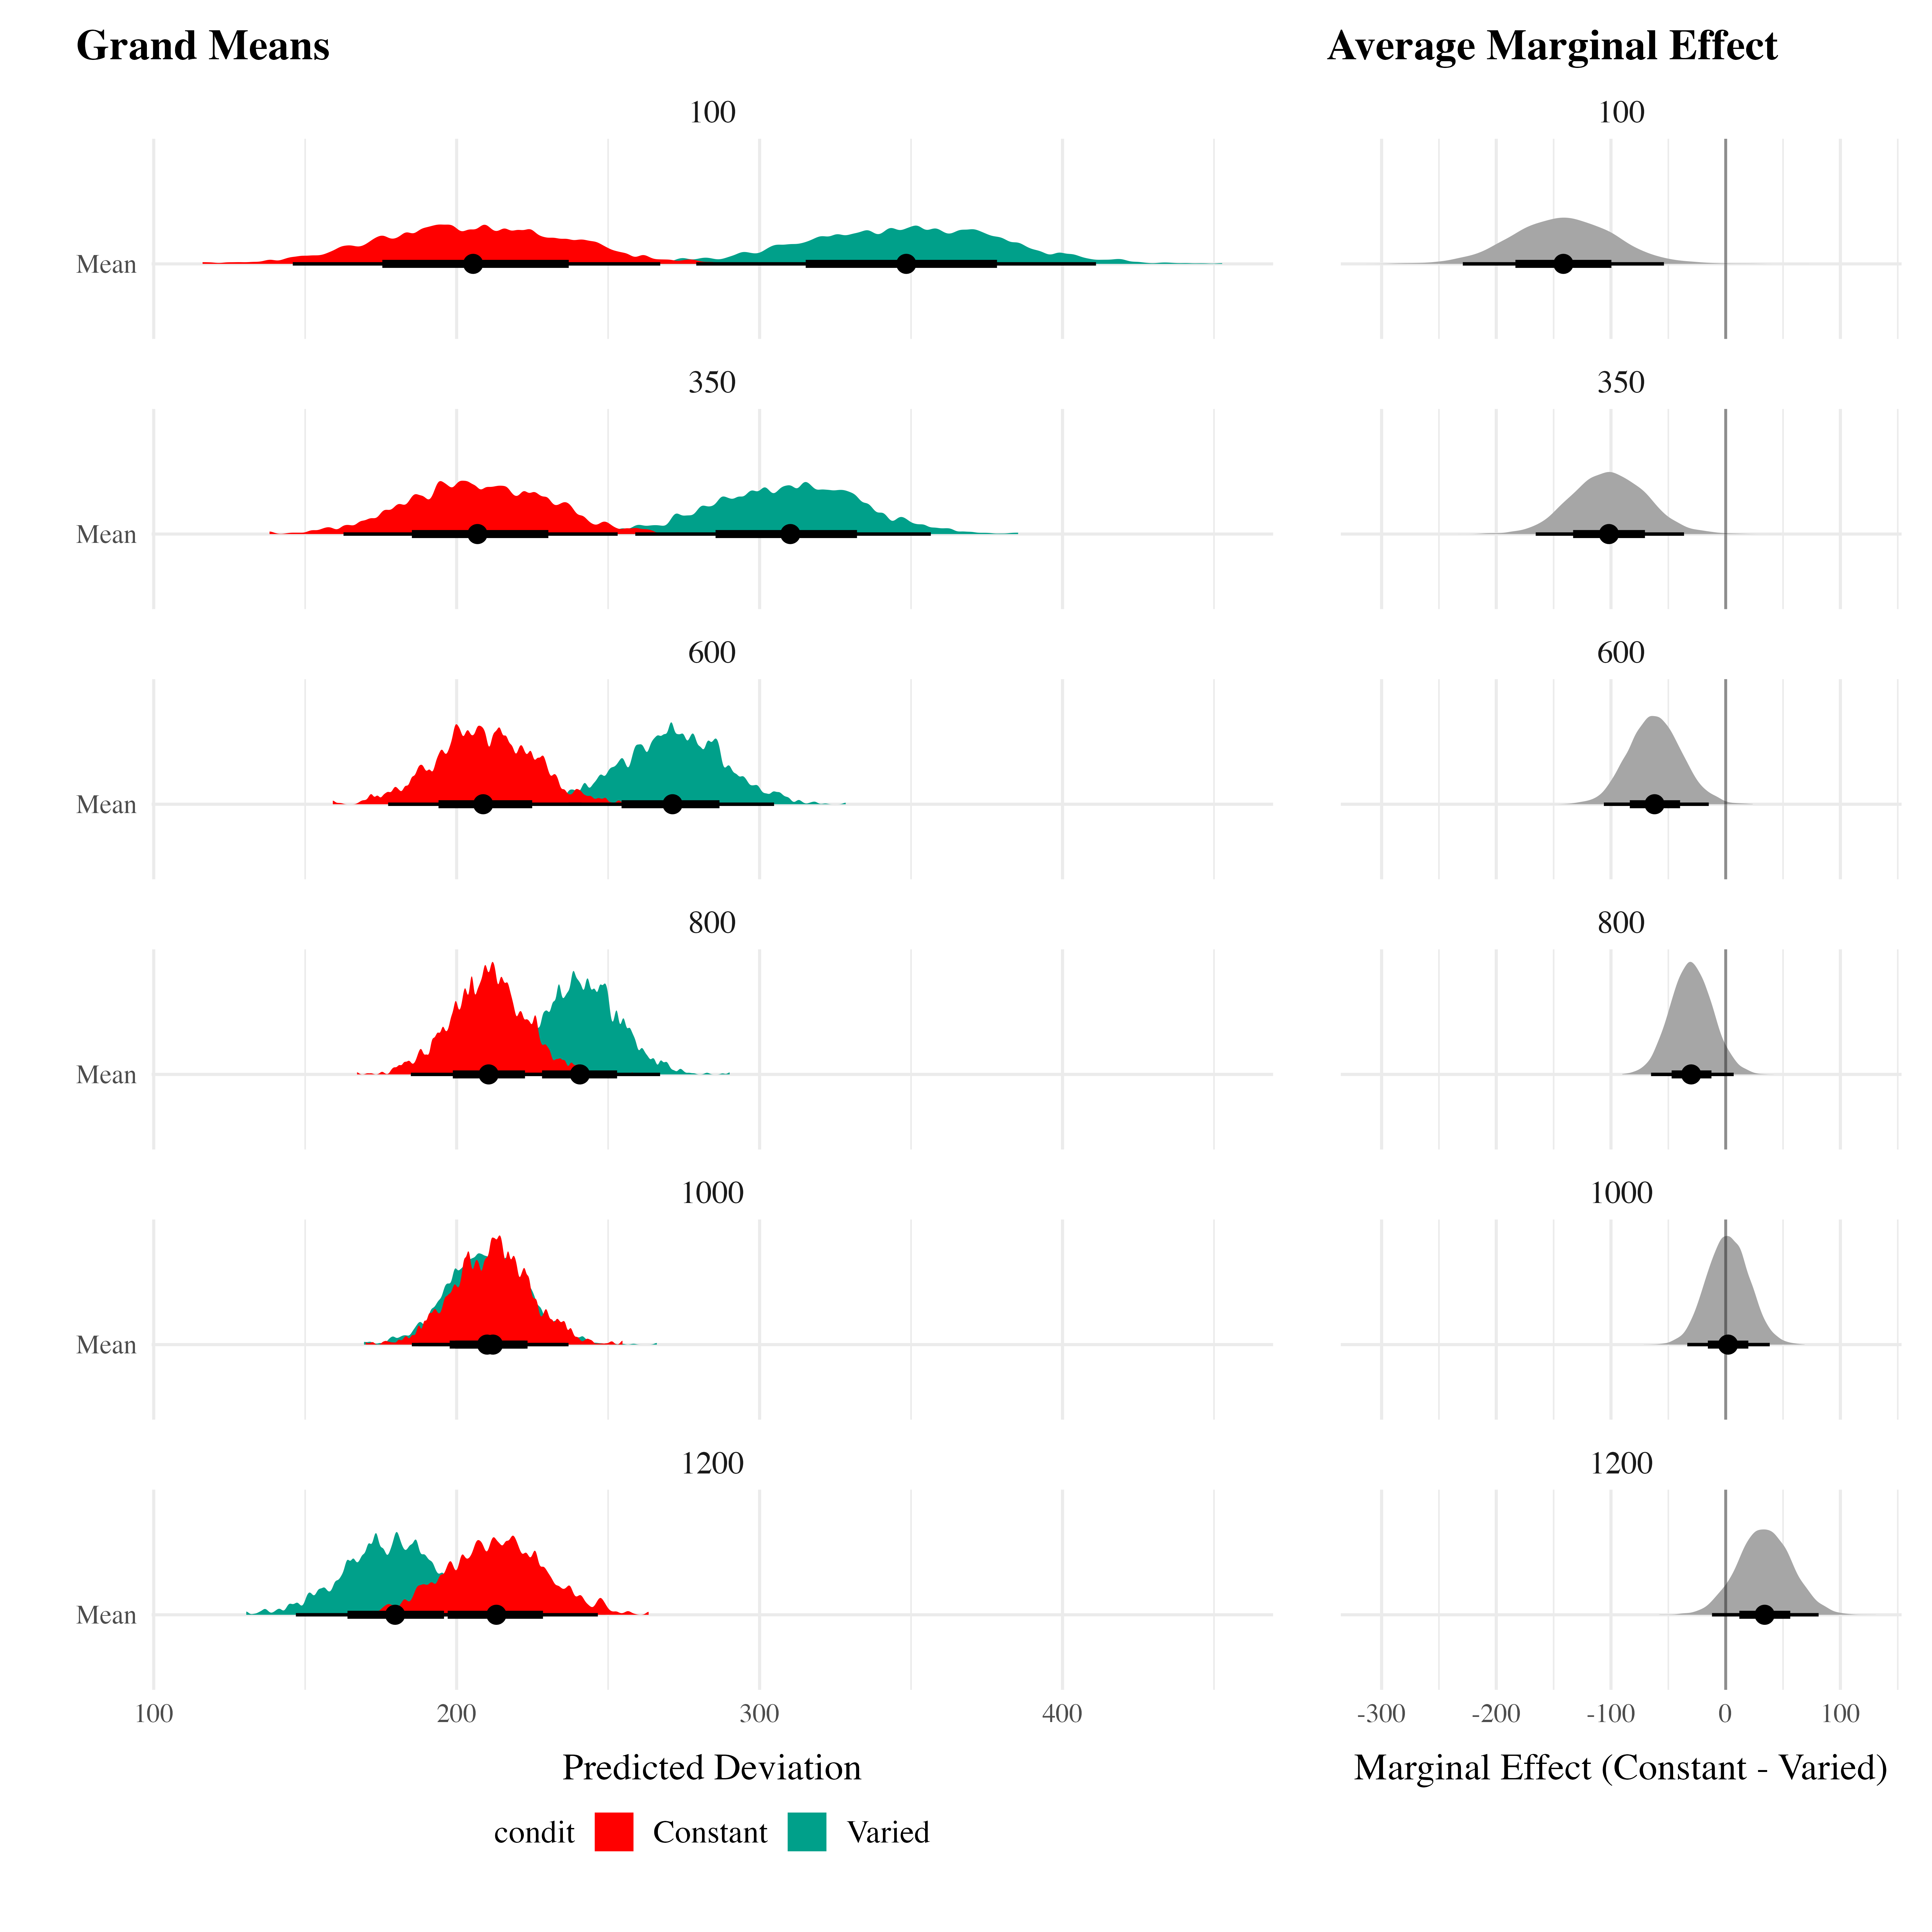 Grand Means
Average Marginal Effect
100
100
Mean
350
350
Mean
600
600
Mean
800
800
Mean
1000
1000
Mean
1200
1200
Mean
100 200 300 400
-300 -200 -100 0 100
Predicted Deviation
Marginal Effect (Constant - Varied)
condit Constant Varied